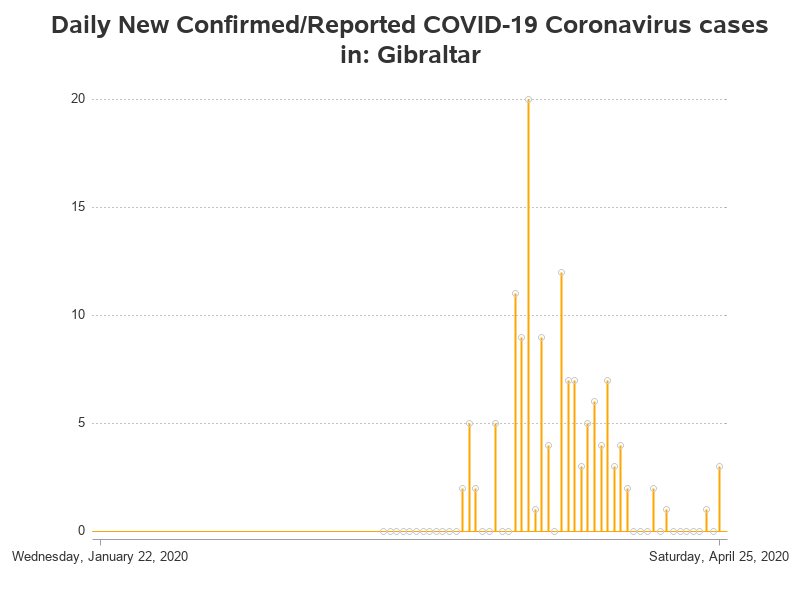 Daily New Confirmed/Reported COVID-19 Coronavirus cases
in: Gibraltar
20
15
10
5
0
Wednesday, January 22, 2020
Saturday, April 25, 2020